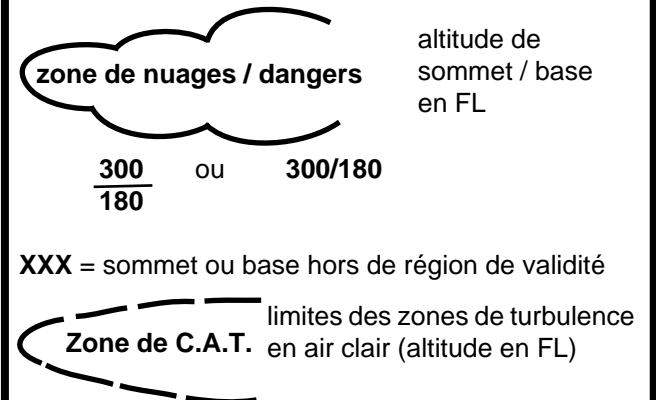 altitude de
sommet / base
en FL
zone de nuages / dangers
300 ou 300/180
180
XXX = sommet ou base hors de région de validité
limites des zones de turbulence
en air clair (altitude en FL)
Zone de C.A.T.